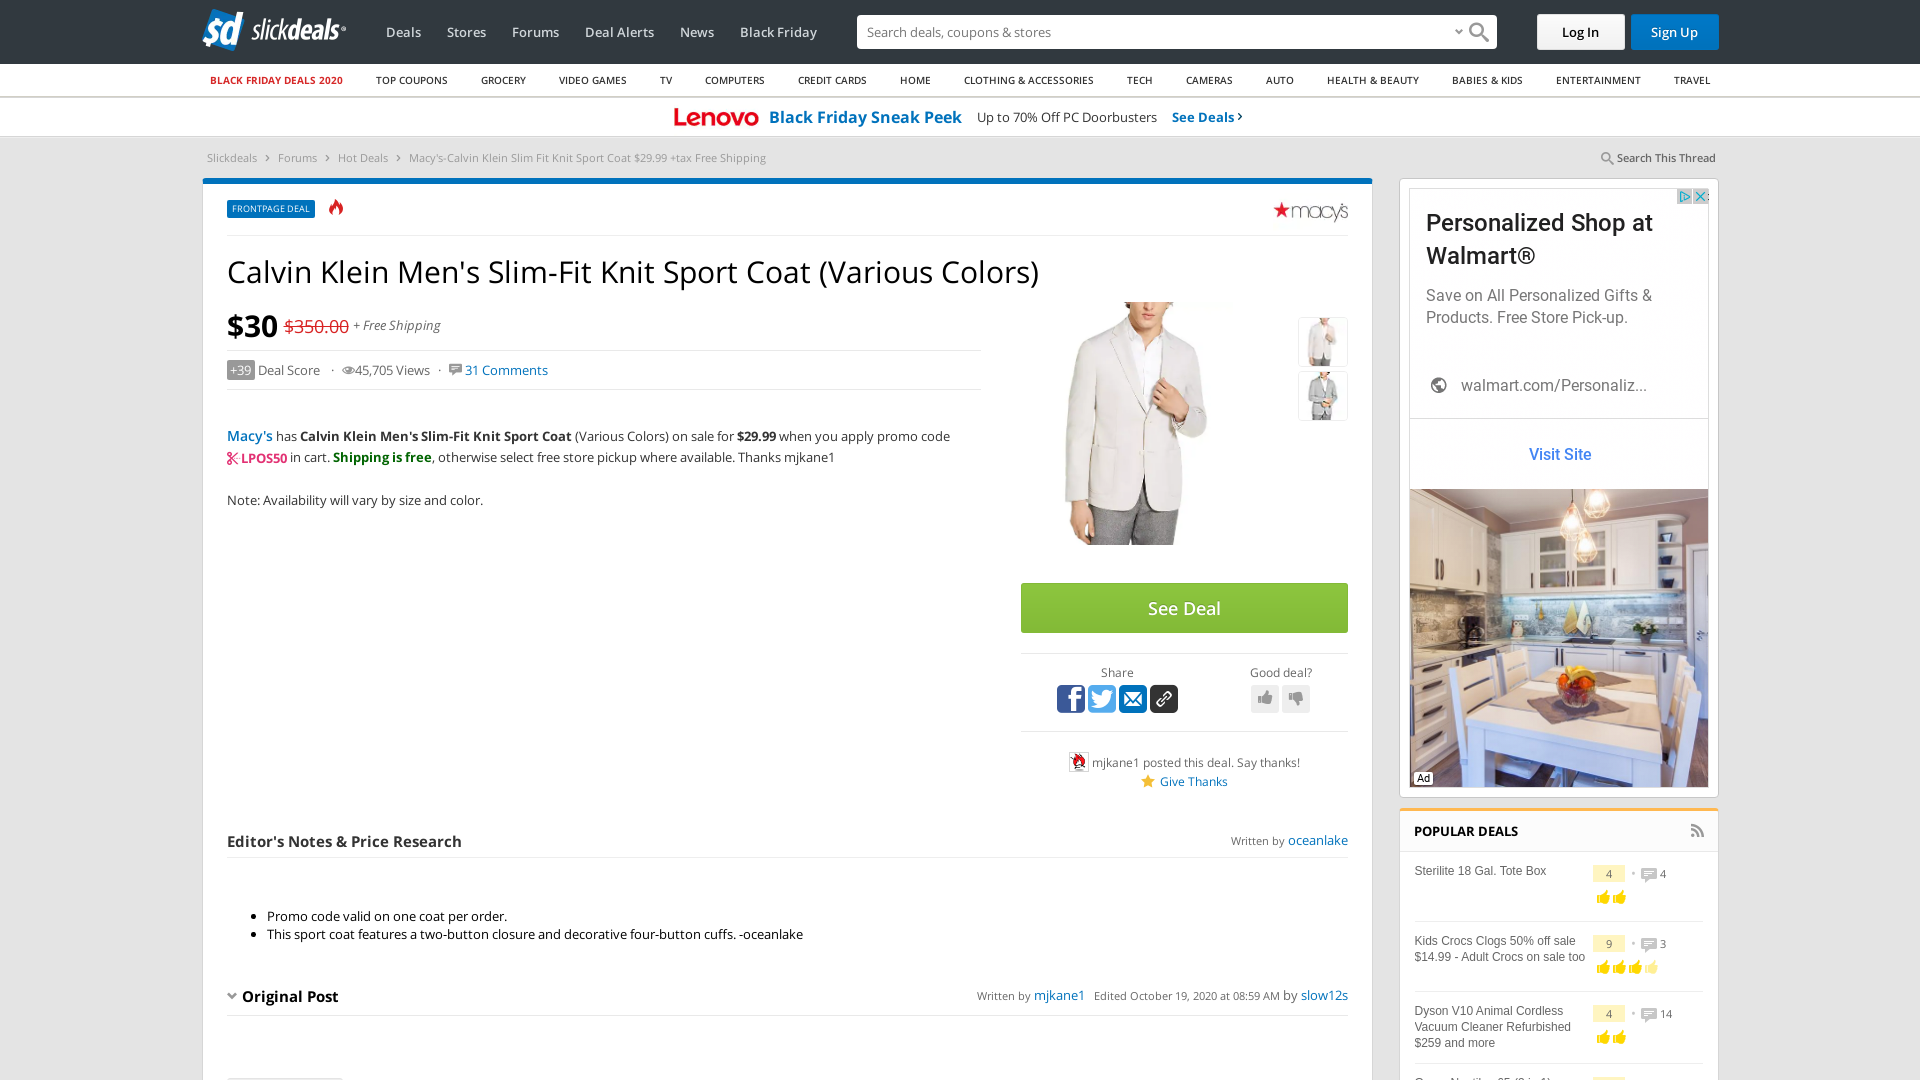 slickdeals
Deals
Stores
Forums
Deal Alerts
News
Black Friday
Search deals, coupons & stores
Log In
Sign Up
BLACK FRIDAY DEALS 2020
TOP COUPONS
GROCERY
VIDEO GAMES
TV
COMPUTERS
CREDIT CARDS
HOME
CLOTHING & ACCESSORIES
TECH
CAMERAS
AUTO
HEALTH & BEAUTY
BABIES & KIDS
ENTERTAINMENT
TRAVEL
Lenovo Black Friday Sneak Peek Up to 70% Off PC Doorbusters See Deals
Slickdeals > Forums > Hot Deals > Macy's-Calvin Klein Slim Fit Knit Sport Coat $29.99 +tax Free Shipping
Search This Thread
FRONTPAGE DEAL
macy's
Calvin Klein Men's Slim-Fit Knit Sport Coat (Various Colors)
$30 $350.00 + Free Shipping
+39 Deal Score · 45,705 Views · 31 Comments
Macy's has Calvin Klein Men's Slim-Fit Knit Sport Coat (Various Colors) on sale for $29.99 when you apply promo code
LPOS50 in cart. Shipping is free, otherwise select free store pickup where available. Thanks mjkane1
Note: Availability will vary by size and color.
See Deal
Share
Good deal?
mjkane1 posted this deal. Say thanks!
Give Thanks
Editor's Notes & Price Research
Written by oceanlake
• Promo code valid on one coat per order.
• This sport coat features a two-button closure and decorative four-button cuffs. -oceanlake
Original Post
Written by mjkane1 Edited October 19, 2020 at 08:59 AM by slow12s
Personalized Shop at
Walmart®
Save on All Personalized Gifts &
Products. Free Store Pick-up.
walmart.com/Personaliz...
Visit Site
Ad
POPULAR DEALS
Sterilite 18 Gal. Tote Box
4 • 4
Kids Crocs Clogs 50% off sale
$14.99 - Adult Crocs on sale too
9 • 3
Dyson V10 Animal Cordless
Vacuum Cleaner Refurbished
$259 and more
4 • 14